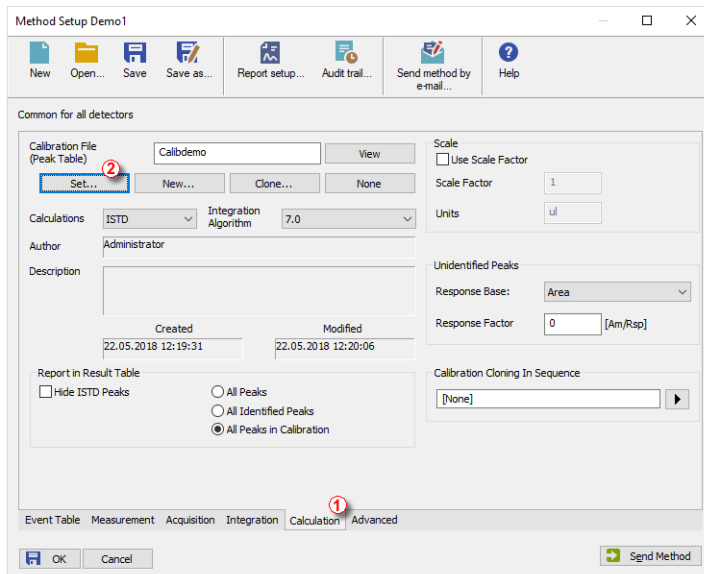 Method Setup Demo1
New
Open...
Save
Save as...
Report setup...
Audit trail...
Send method by
e-mail...
Help
Common for all detectors
Calibration File
(Peak Table)
Calibdemo
View
2
Set...
New...
Clone...
None
Calculations
ISTD
Integration
Algorithm
7.0
Author
Administrator
Description
Created
Modified
22.05.2018 12:19:31
22.05.2018 12:20:06
Report in Result Table
Hide ISTD Peaks
All Peaks
All Identified Peaks
All Peaks in Calibration
Scale
Use Scale Factor
Scale Factor
1
Units
ul
Unidentified Peaks
Response Base:
Area
Response Factor
0
[Am/Rsp]
Calibration Cloning In Sequence
[None]
1
Event Table
Measurement
Acquisition
Integration
Calculation
Advanced
OK
Cancel
Send Method